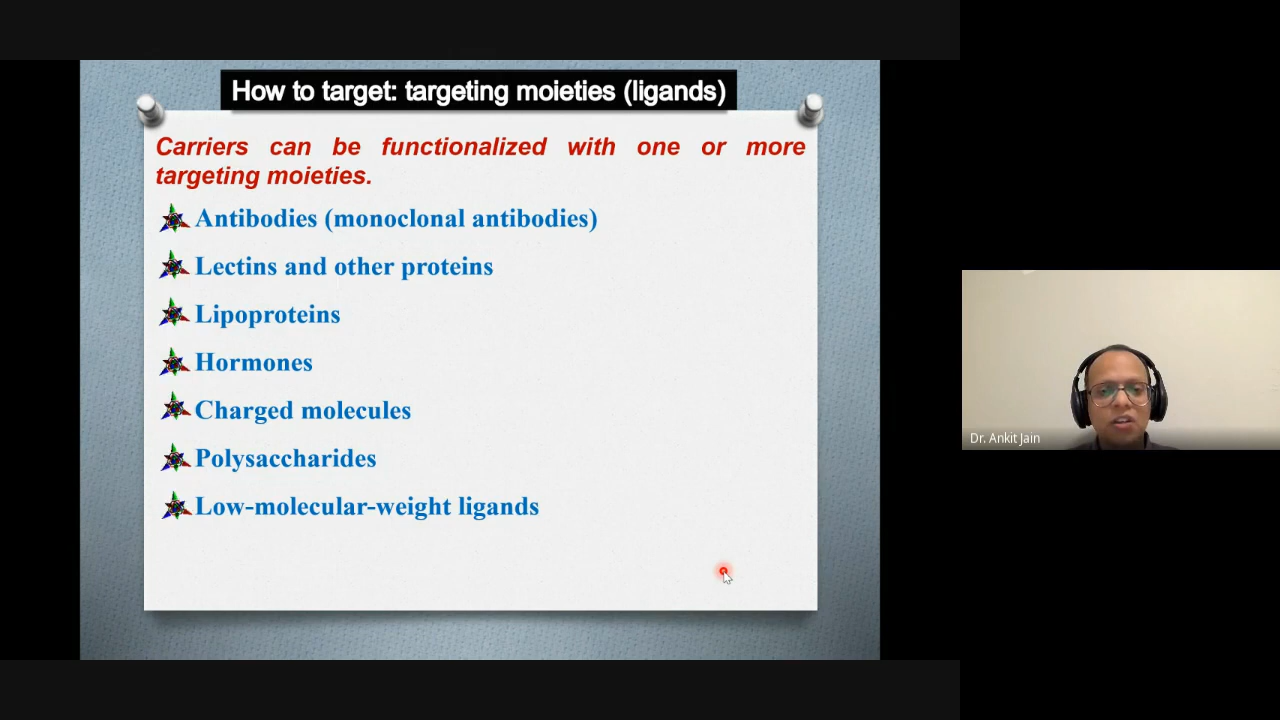 How to target: targeting moieties (ligands)
Carriers can be functionalized with one or more
targeting moieties.
Antibodies (monoclonal antibodies)
Lectins and other proteins
Lipoproteins
Hormones
Charged molecules
Polysaccharides
Low-molecular-weight ligands
Dr. Ankit Jain